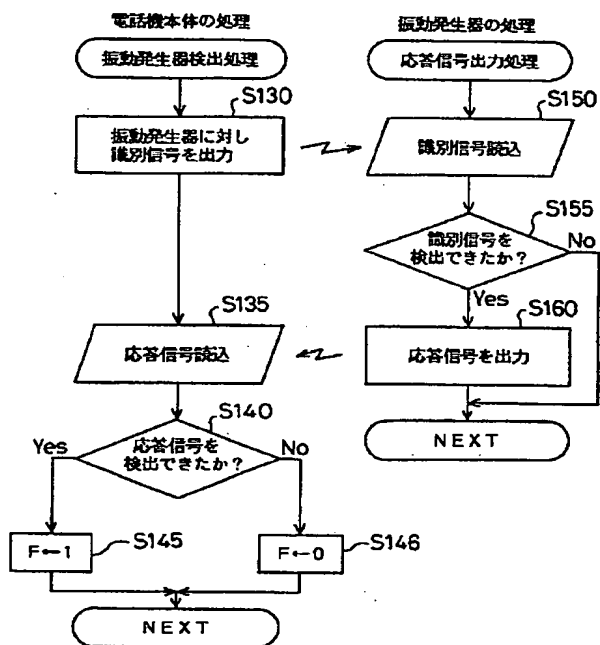 電話機本体の処理
振動発生器検出処理
S130
振動発生器に対し
識別信号を出力
S135
応答信号読込
S140
応答信号を
検出できたか?
Yes
No
F←1
S145
F←0
S146
NEXT
振動発生器の処理
応答信号出力処理
S150
識別信号読込
S155
識別信号を
検出できたか?
No
Yes
S160
応答信号を出力
NEXT